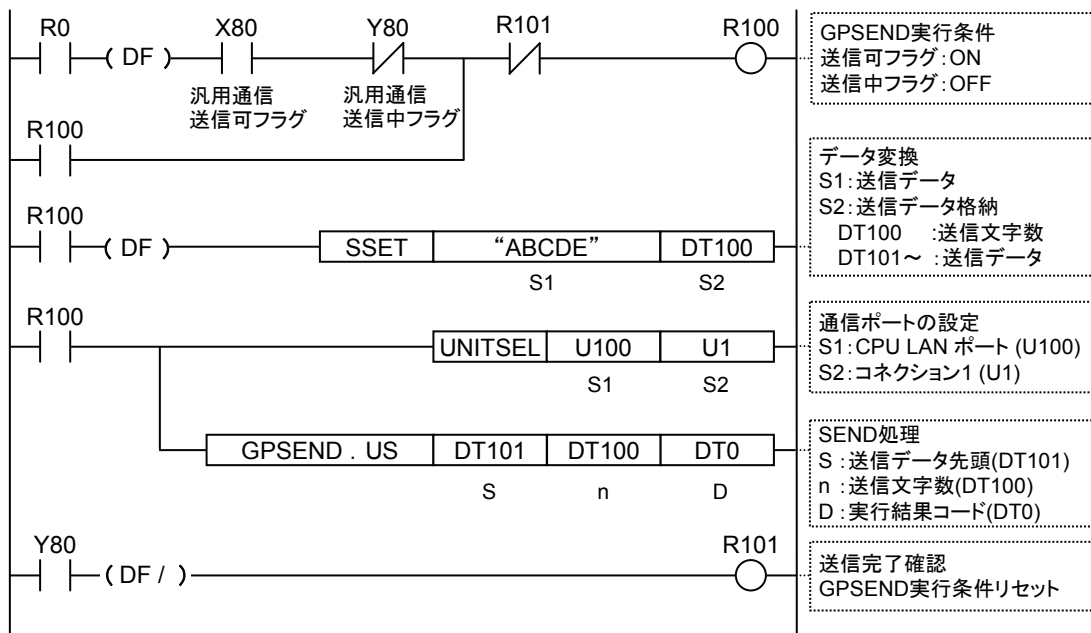 R0 X80 Y80 R101 R100
( DF )
汎用通信 汎用通信
送信可フラグ 送信中フラグ
R100
GPSEND実行条件
送信可フラグ:ON
送信中フラグ:OFF
R100
( DF ) SSET “ABCDE” DT100
S1 S2
データ変換
S1:送信データ
S2:送信データ格納
DT100 :送信文字数
DT101~ :送信データ
R100
UNITSEL U100 U1
S1 S2
通信ポートの設定
S1:CPU LAN ポート (U100)
S2:コネクション1 (U1)
GPSEND . US DT101 DT100 DT0
S n D
SEND処理
S :送信データ先頭(DT101)
n :送信文字数(DT100)
D :実行結果コード(DT0)
Y80 R101
( DF / )
送信完了確認
GPSEND実行条件リセット